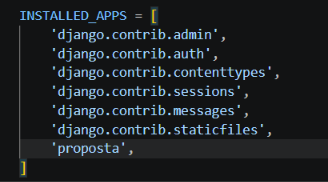 INSTALLED_APPS = [
    'django.contrib.admin',
    'django.contrib.auth',
    'django.contrib.contenttypes',
    'django.contrib.sessions',
    'django.contrib.messages',
    'django.contrib.staticfiles',
    'proposta',
]